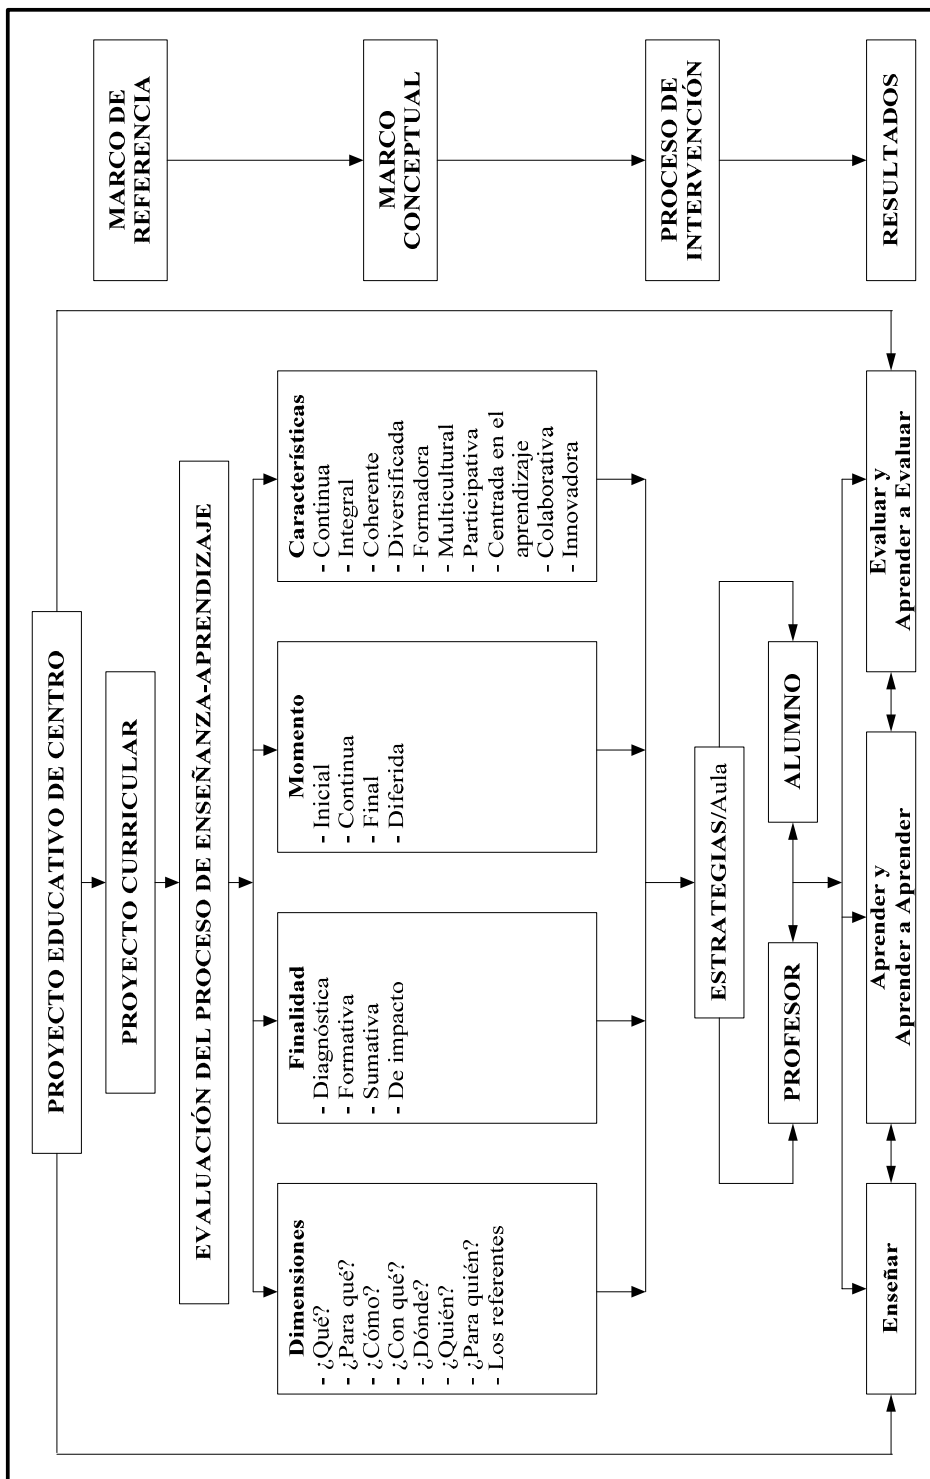 PROYECTO EDUCATIVO DE CENTRO
MARCO DE
REFERENCIA
PROYECTO CURRICULAR
EVALUACIÓN DEL PROCESO DE ENSEÑANZA-APRENDIZAJE
Dimensiones
- ¿Qué?
- ¿Para qué?
- ¿Cómo?
- ¿Con qué?
- ¿Dónde?
- ¿Quién?
- ¿Para quién?
- Los referentes
Finalidad
- Diagnóstica
- Formativa
- Sumativa
- De impacto
Momento
- Inicial
- Continua
- Final
- Diferida
Características
- Continua
- Integral
- Coherente
- Diversificada
- Formadora
- Multicultural
- Participativa
- Centrada en el
aprendizaje
- Colaborativa
- Innovadora
MARCO
CONCEPTUAL
ESTRATEGIAS/Aula
PROFESOR
ALUMNO
PROCESO DE
INTERVENCIÓN
Enseñar
Aprender y
Aprender a Aprender
Evaluar y
Aprender a Evaluar
RESULTADOS